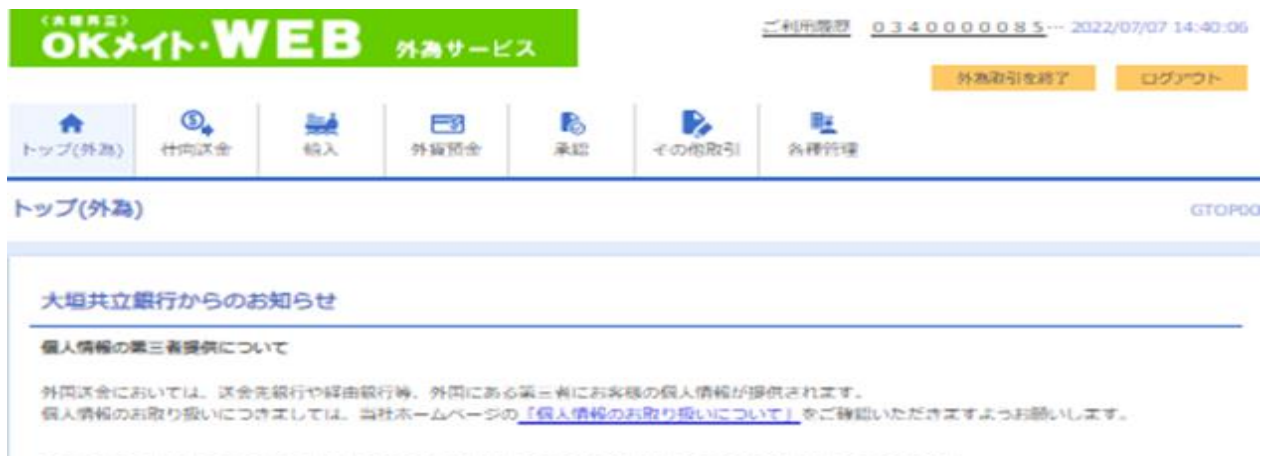 〈大垣共立〉
OKメイト・WEB 外為サービス
ご利用履歴 0340000085… 2022/07/07 14:40:06
外為取引を終了 ログアウト
トップ(外為) 仕向送金 輸入 外貨預金 承認 その他取引 各種管理
トップ(外為) GTOP00
大垣共立銀行からのお知らせ
個人情報の第三者提供について
外国送金においては、送金先銀行や経由銀行等、外国にある第三者にお客様の個人情報が提供されます。
個人情報のお取り扱いにつきましては、当社ホームページの「個人情報のお取り扱いについて」をご確認いただきますようお願いします。